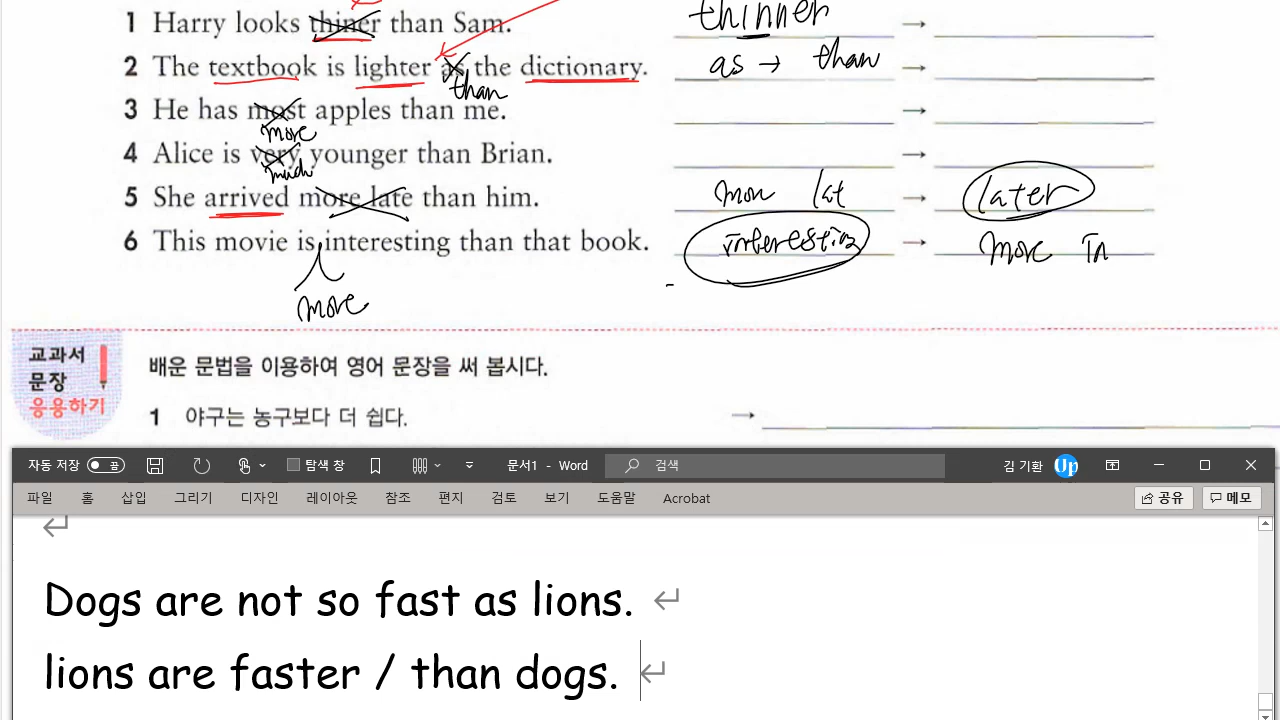 thinner
1 Harry looks thiner than Sam. →
2 The textbook is lighter as the dictionary. as → than →
than
3 He has most apples than me. →
more
4 Alice is very younger than Brian. →
much
5 She arrived more late than him. mor lat → later
6 This movie is interesting than that book. interesting → more in
more
교과서
문장
응용하기
배운 문법을 이용하여 영어 문장을 써 봅시다.
1 야구는 농구보다 더 쉽다. →
자동 저장 끔 탐색 창 문서1 - Word 검색 김 기환 Up
파일 홈 삽입 그리기 디자인 레이아웃 참조 편지 검토 보기 도움말 Acrobat 공유 메모
Dogs are not so fast as lions.
lions are faster / than dogs.